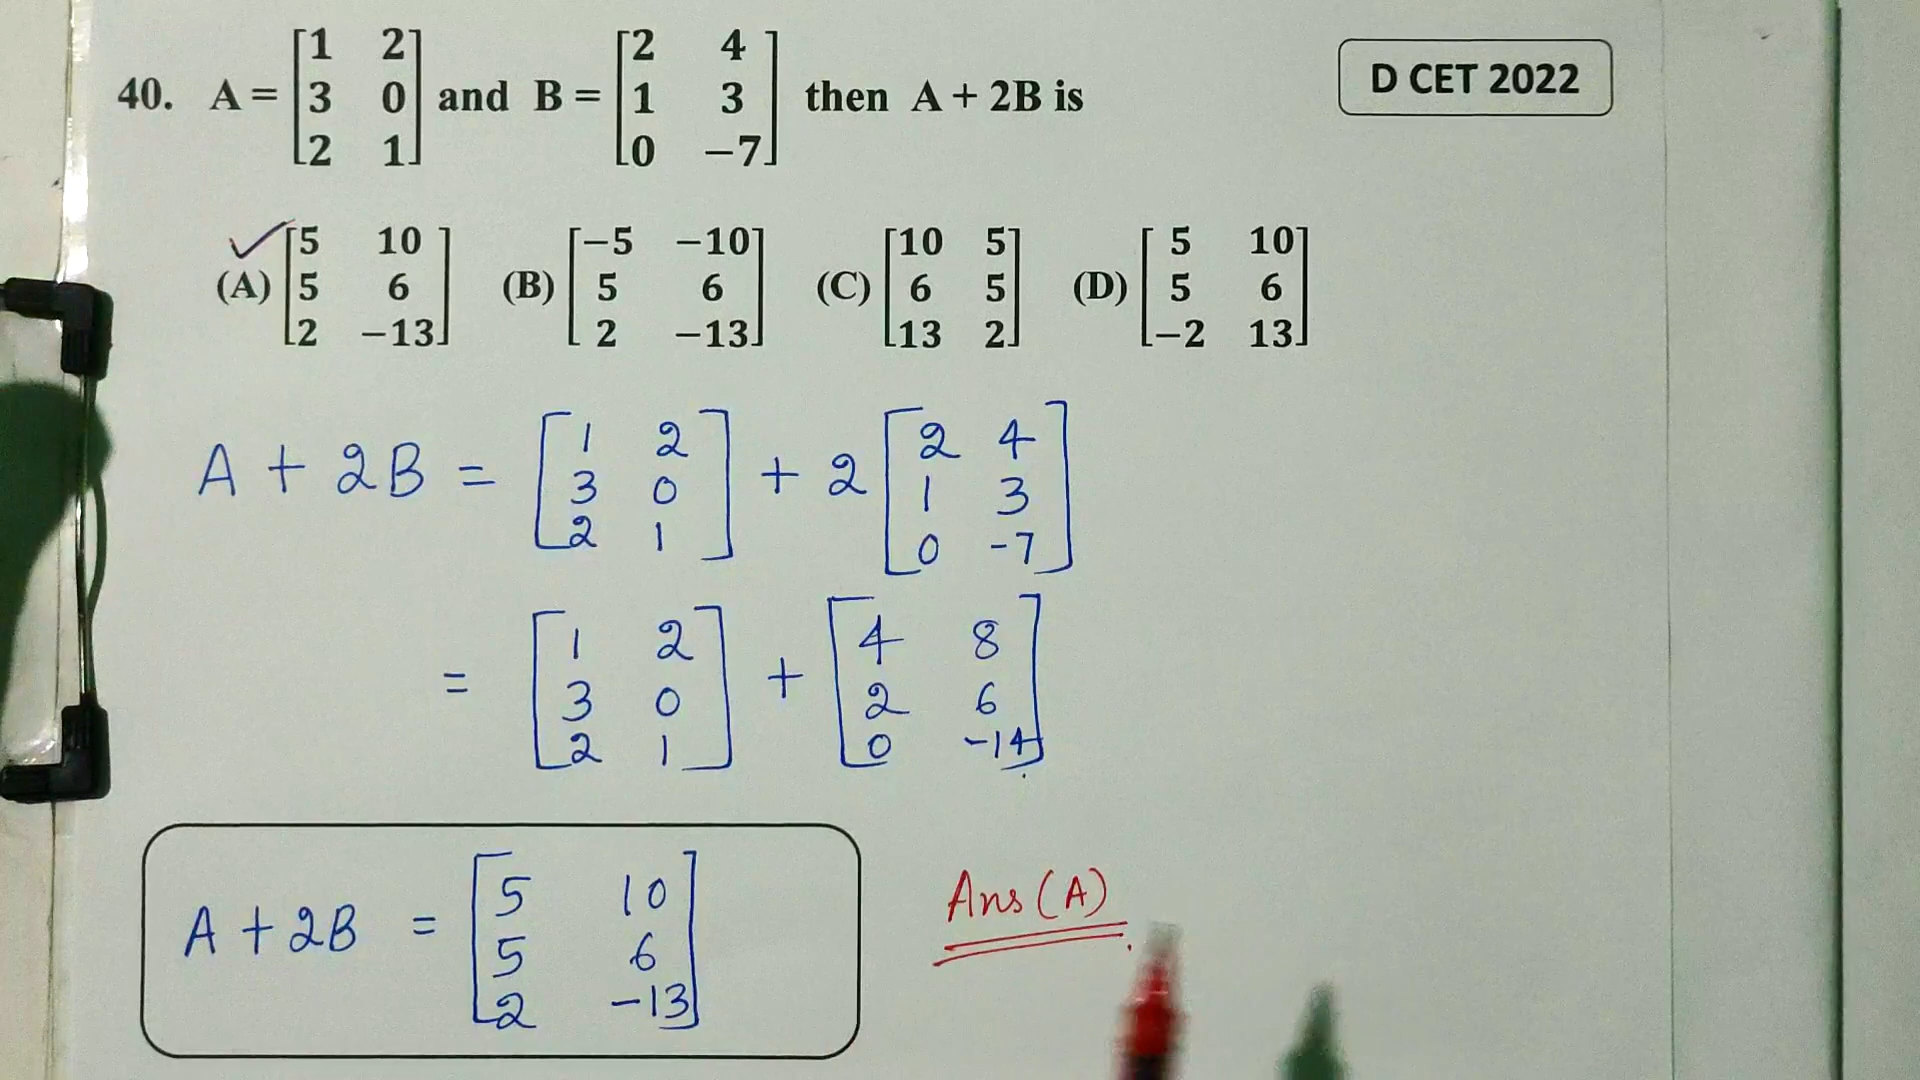 40. A = [1 2; 3 0; 2 1] and B = [2 4; 1 3; 0 −7] then A + 2B is
D CET 2022
(A) [5 10; 5 6; 2 −13] (B) [−5 −10; 5 6; 2 −13] (C) [10 5; 6 5; 13 2] (D) [5 10; 5 6; −2 13]
A + 2B = [1 2; 3 0; 2 1] + 2 [2 4; 1 3; 0 -7]
= [1 2; 3 0; 2 1] + [4 8; 2 6; 0 -14]
A + 2B = [5 10; 5 6; 2 -13]
Ans (A)